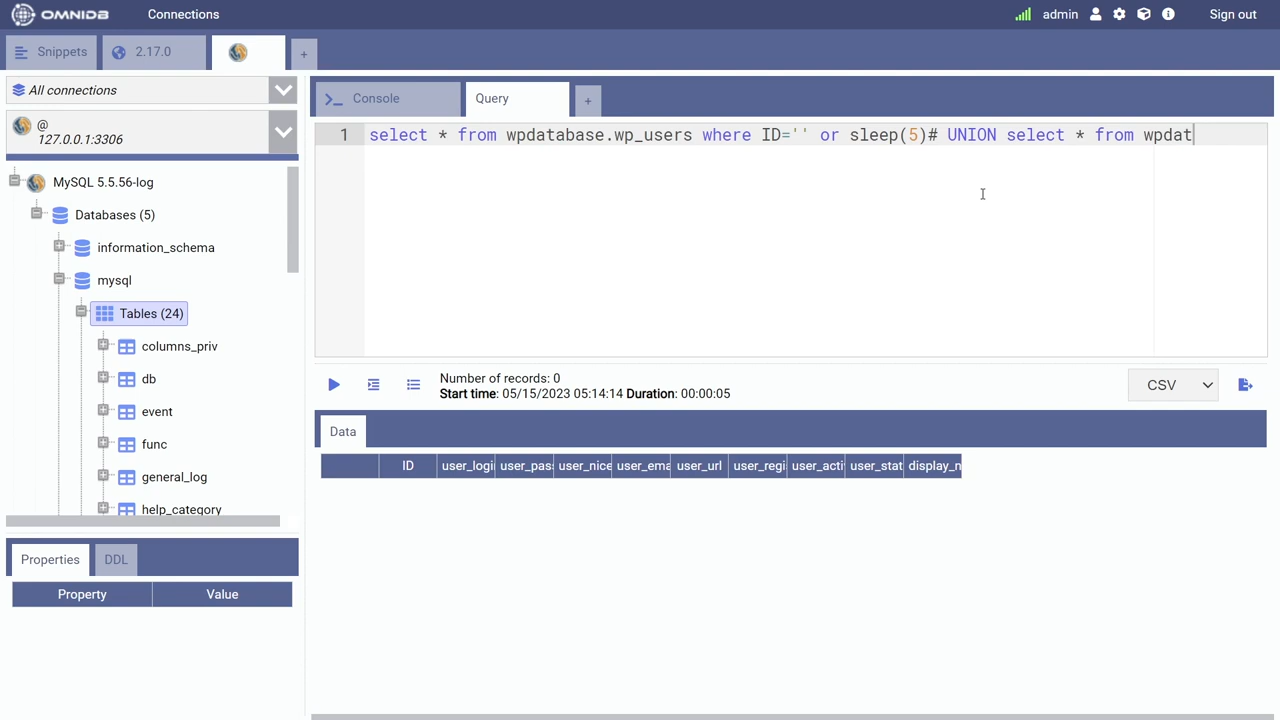 OMNIDB Connections admin Sign out
Snippets 2.17.0 +
All connections
@
127.0.0.1:3306
MySQL 5.5.56-log
Databases (5)
information_schema
mysql
Tables (24)
columns_priv
db
event
func
general_log
help_category
Properties DDL
Property Value
Console Query +
1 select * from wpdatabase.wp_users where ID='' or sleep(5)# UNION select * from wpdat
Number of records: 0
Start time: 05/15/2023 05:14:14 Duration: 00:00:05
CSV
Data
ID user_logi user_pas user_nice user_ema user_url user_regi user_acti user_stat display_n